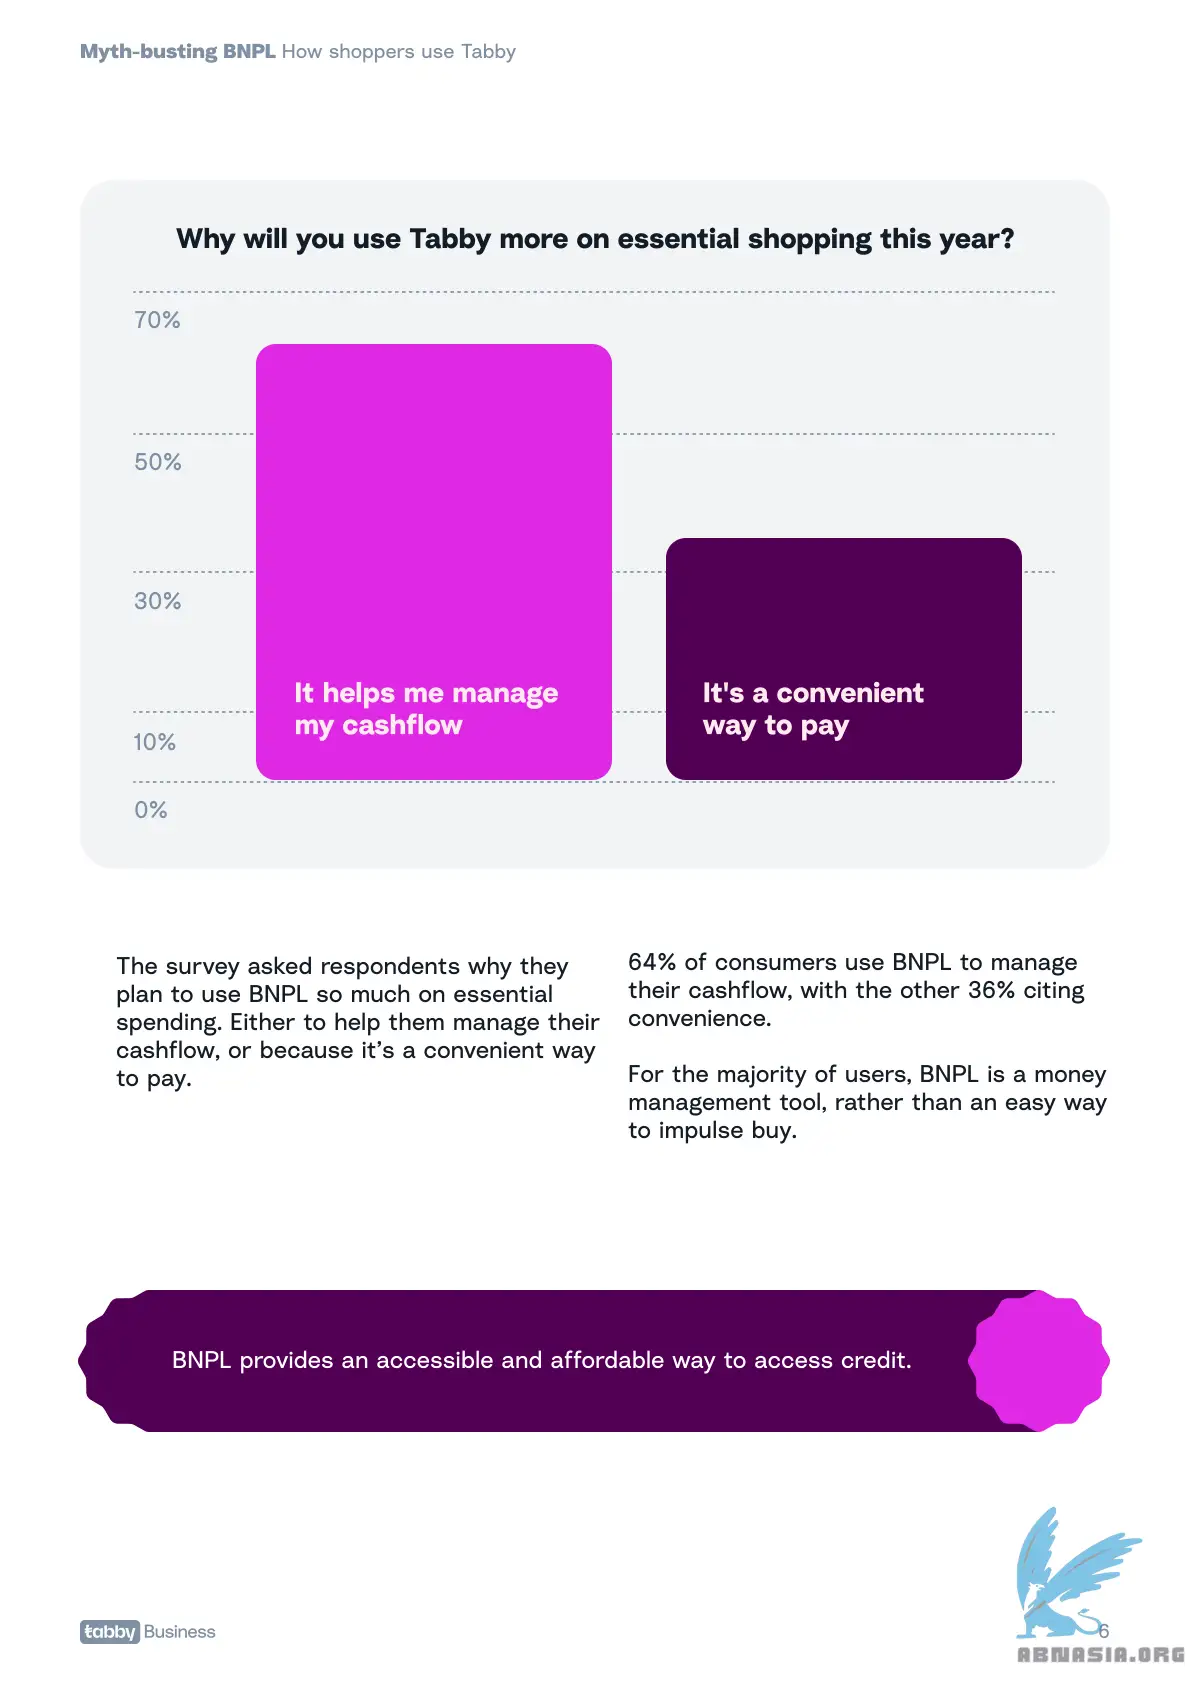 Myth-busting BNPL How shoppers use Tabby
Why will you use Tabby more on essential shopping this year?
70%
50%
30%
10%
0%
It helps me manage
my cashflow
It's a convenient
way to pay
The survey asked respondents why they
plan to use BNPL so much on essential
spending. Either to help them manage their
cashflow, or because it’s a convenient way
to pay.
64% of consumers use BNPL to manage
their cashflow, with the other 36% citing
convenience.
For the majority of users, BNPL is a money
management tool, rather than an easy way
to impulse buy.
BNPL provides an accessible and affordable way to access credit.
tabby Business
6
ABNASIA.ORG